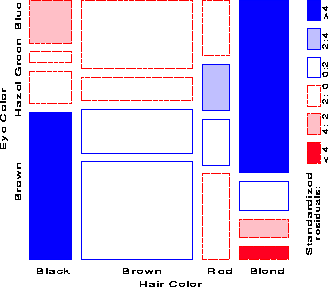 Eye Color
Blue
Green
Hazel
Brown
Black
Brown
Red
Blond
Hair Color
Standardized
residuals:
<-4
-4:-2
-2:0
0:2
2:4
>4